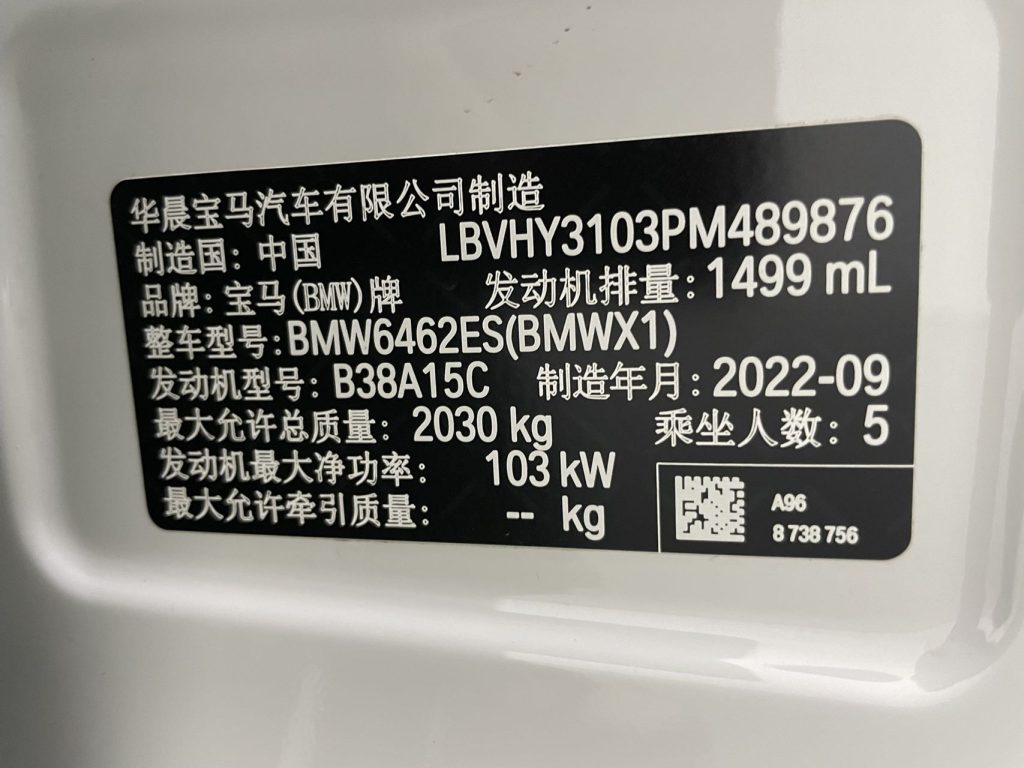 华晨宝马汽车有限公司制造
制造国：中国 LBVHY3103PM489876
品牌：宝马(BMW)牌 发动机排量：1499 mL
整车型号：BMW6462ES(BMWX1)
发动机型号：B38A15C 制造年月：2022-09
最大允许总质量：2030 kg 乘坐人数：5
发动机最大净功率：103 kW
最大允许牵引质量：-- kg
A96
8 738 756